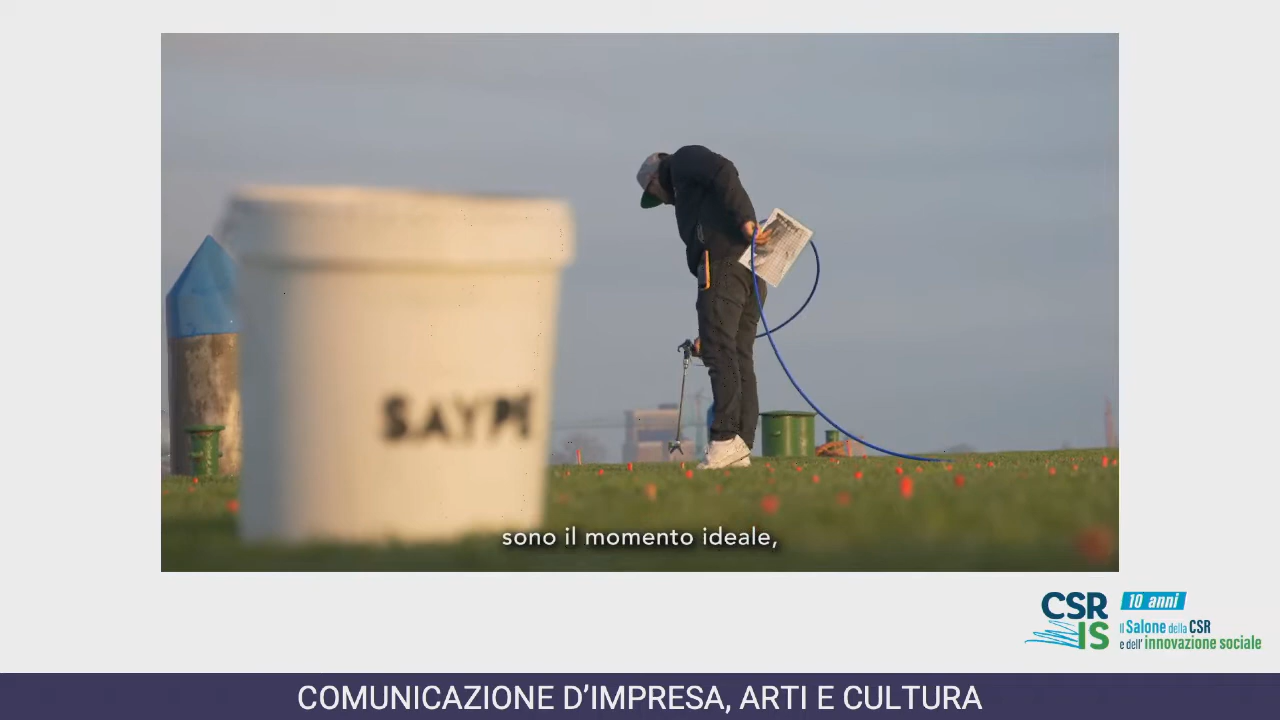 SAYPE
sono il momento ideale,
CSR
IS
10 anni
Il Salone della CSR
e dell'innovazione sociale
COMUNICAZIONE D'IMPRESA, ARTI E CULTURA